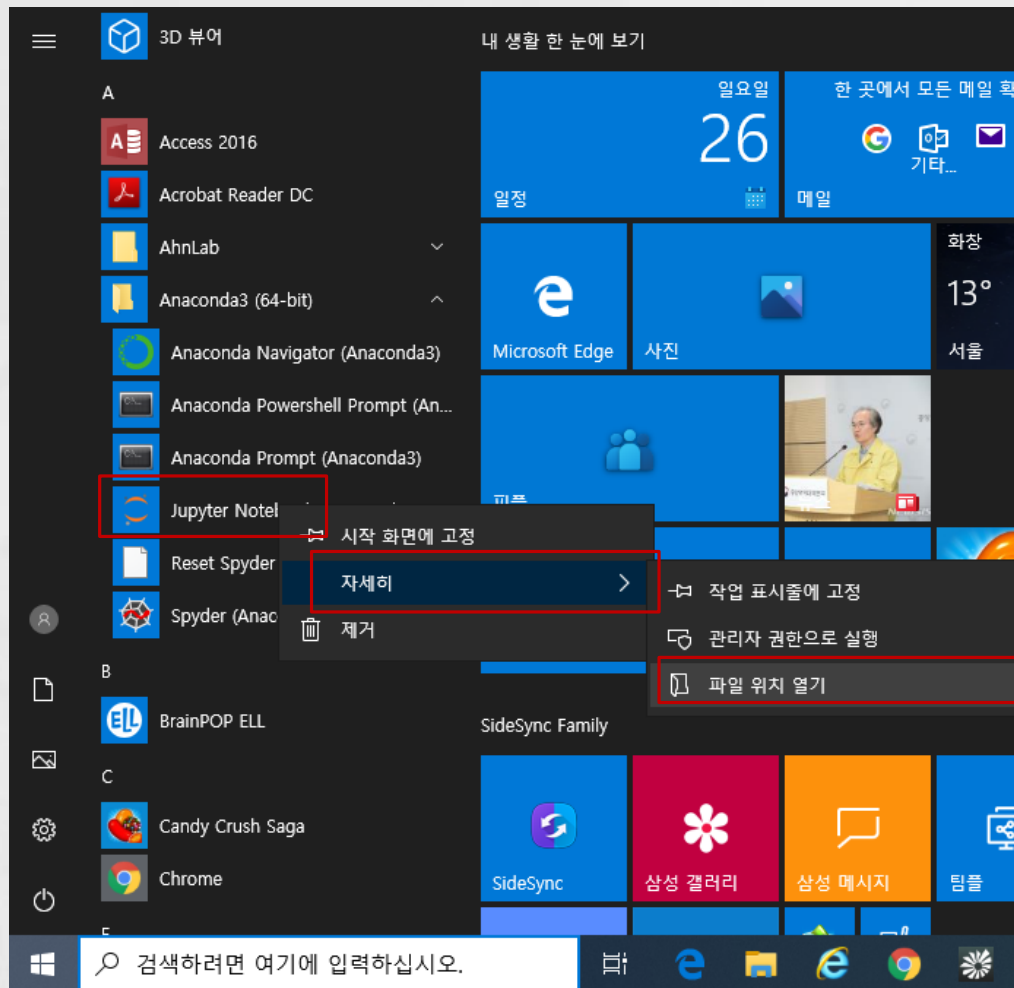 3D 뷰어
A
Access 2016
Acrobat Reader DC
AhnLab
Anaconda3 (64-bit)
Anaconda Navigator (Anaconda3)
Anaconda Powershell Prompt (An...
Anaconda Prompt (Anaconda3)
Jupyter
Reset Spyder
Spyder
B
BrainPOP ELL
C
Candy Crush Saga
Chrome
시작 화면에 고정
자세히
제거
작업 표시줄에 고정
관리자 권한으로 실행
파일 위치 열기
내 생활 한 눈에 보기
일요일
26
일정
한 곳에서 모든 메일
기타...
메일
Microsoft Edge
사진
화창
13°
서울
피플
SideSync Family
SideSync
삼성 갤러리
삼성 메시지
팀플
검색하려면 여기에 입력하십시오.